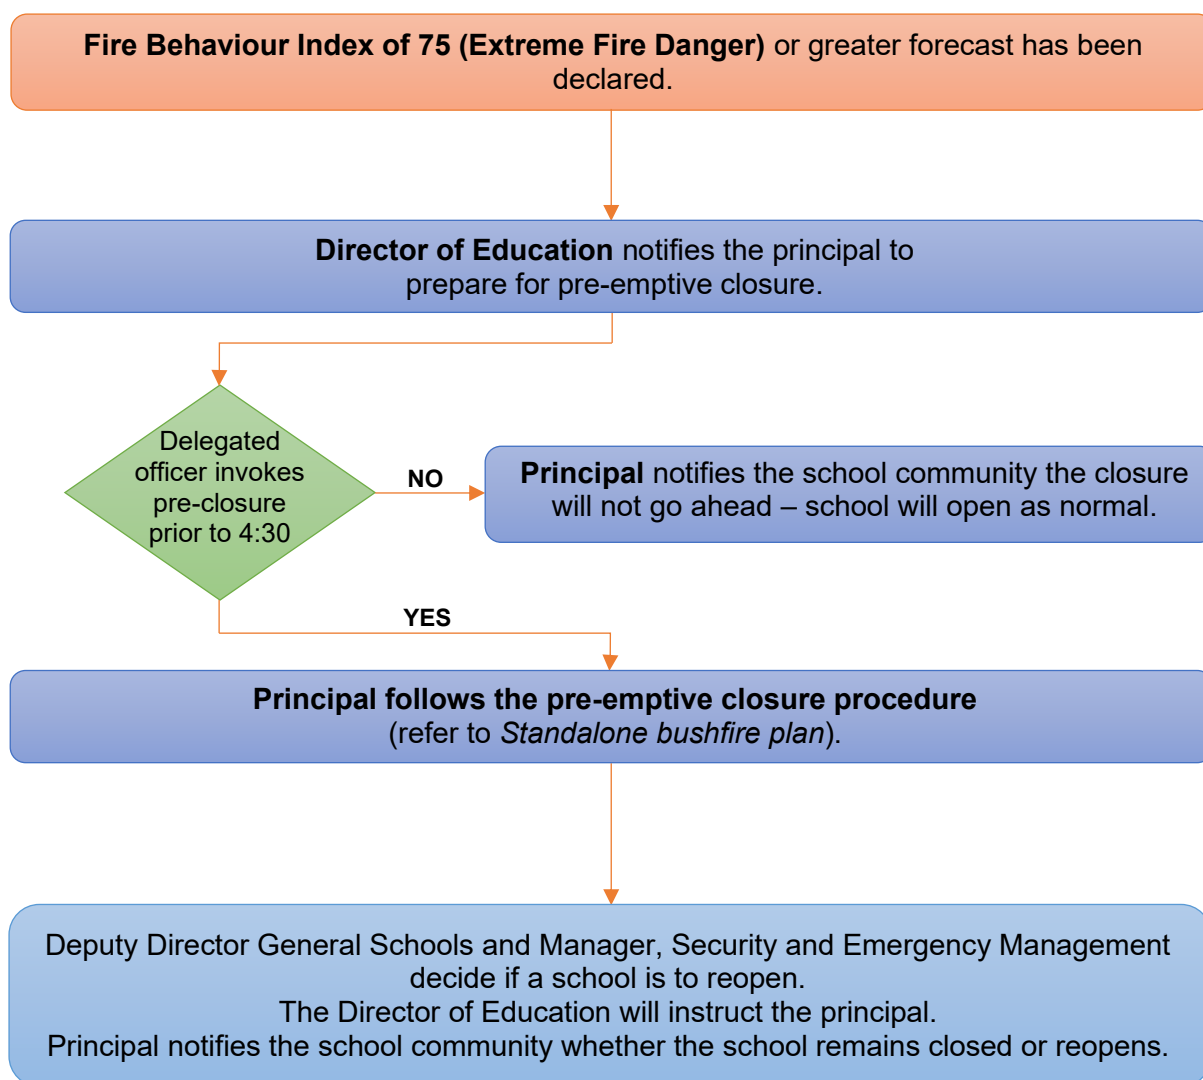 Fire Behaviour Index of 75 (Extreme Fire Danger) or greater forecast has been
declared.
Director of Education notifies the principal to
prepare for pre-emptive closure.
Delegated
officer invokes
pre-closure
prior to 4:30
NO
Principal notifies the school community the closure
will not go ahead – school will open as normal.
YES
Principal follows the pre-emptive closure procedure
(refer to Standalone bushfire plan).
Deputy Director General Schools and Manager, Security and Emergency Management
decide if a school is to reopen.
The Director of Education will instruct the principal.
Principal notifies the school community whether the school remains closed or reopens.